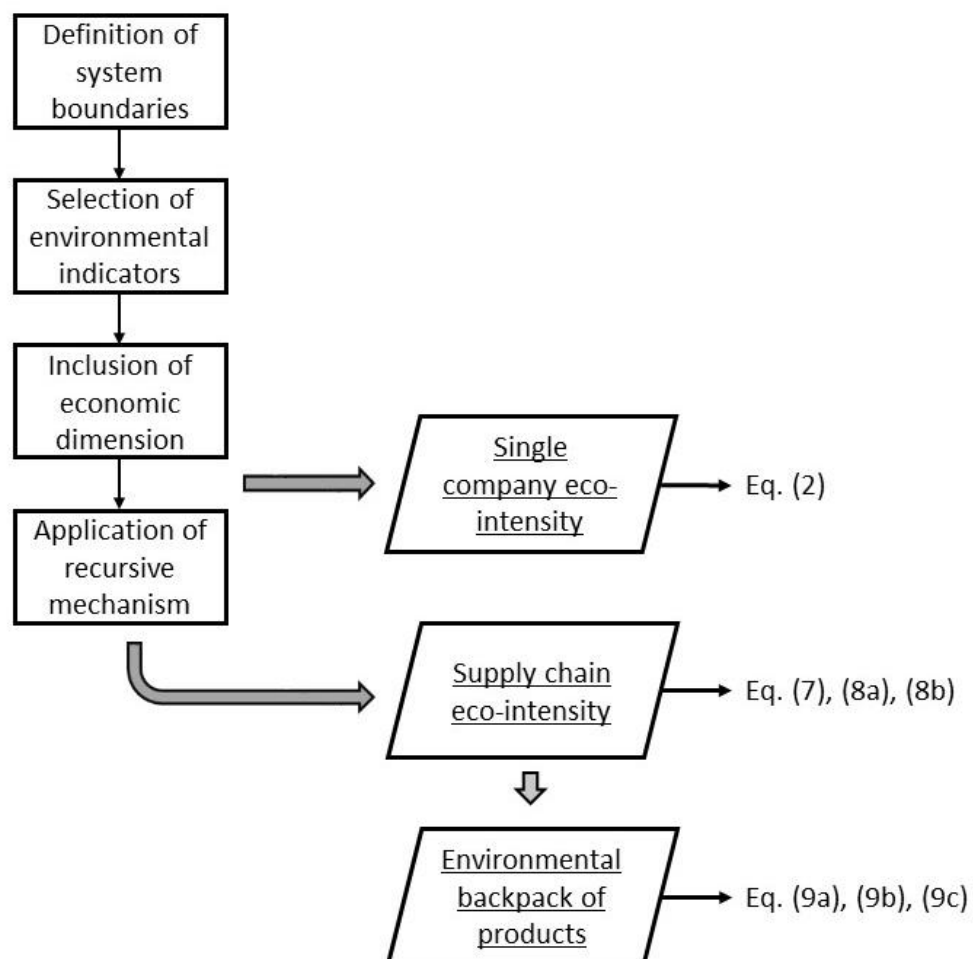 Definition of
system
boundaries
Selection of
environmental
indicators
Inclusion of
economic
dimension
Application of
recursive
mechanism
Single
company eco-
intensity
Eq. (2)
Supply chain
eco-intensity
Eq. (7), (8a), (8b)
Environmental
backpack of
products
Eq. (9a), (9b), (9c)